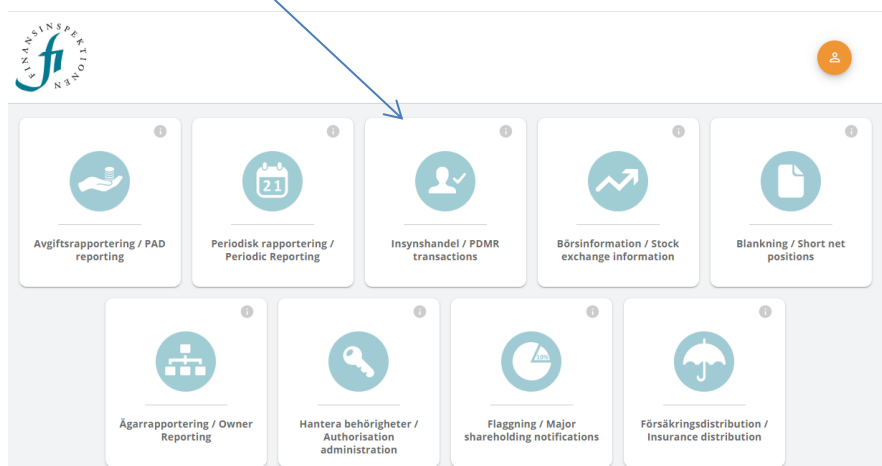 FINANSINSPEKTIONEN
fi
Avgiftsrapportering / PAD
reporting
21
Periodisk rapportering /
Periodic Reporting
Insynshandel / PDMR
transactions
Börsinformation / Stock
exchange information
Blankning / Short net
positions
Ägarrapportering / Owner
Reporting
Hantera behörigheter /
Authorisation
administration
10%
Flaggning / Major
shareholding notifications
Försäkringsdistribution /
Insurance distribution